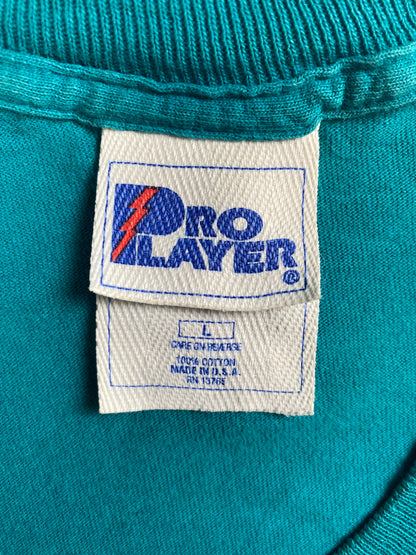 PRO
PLAYER®
L
CARE ON REVERSE
100% COTTON
MADE IN U.S.A.
RN 13765